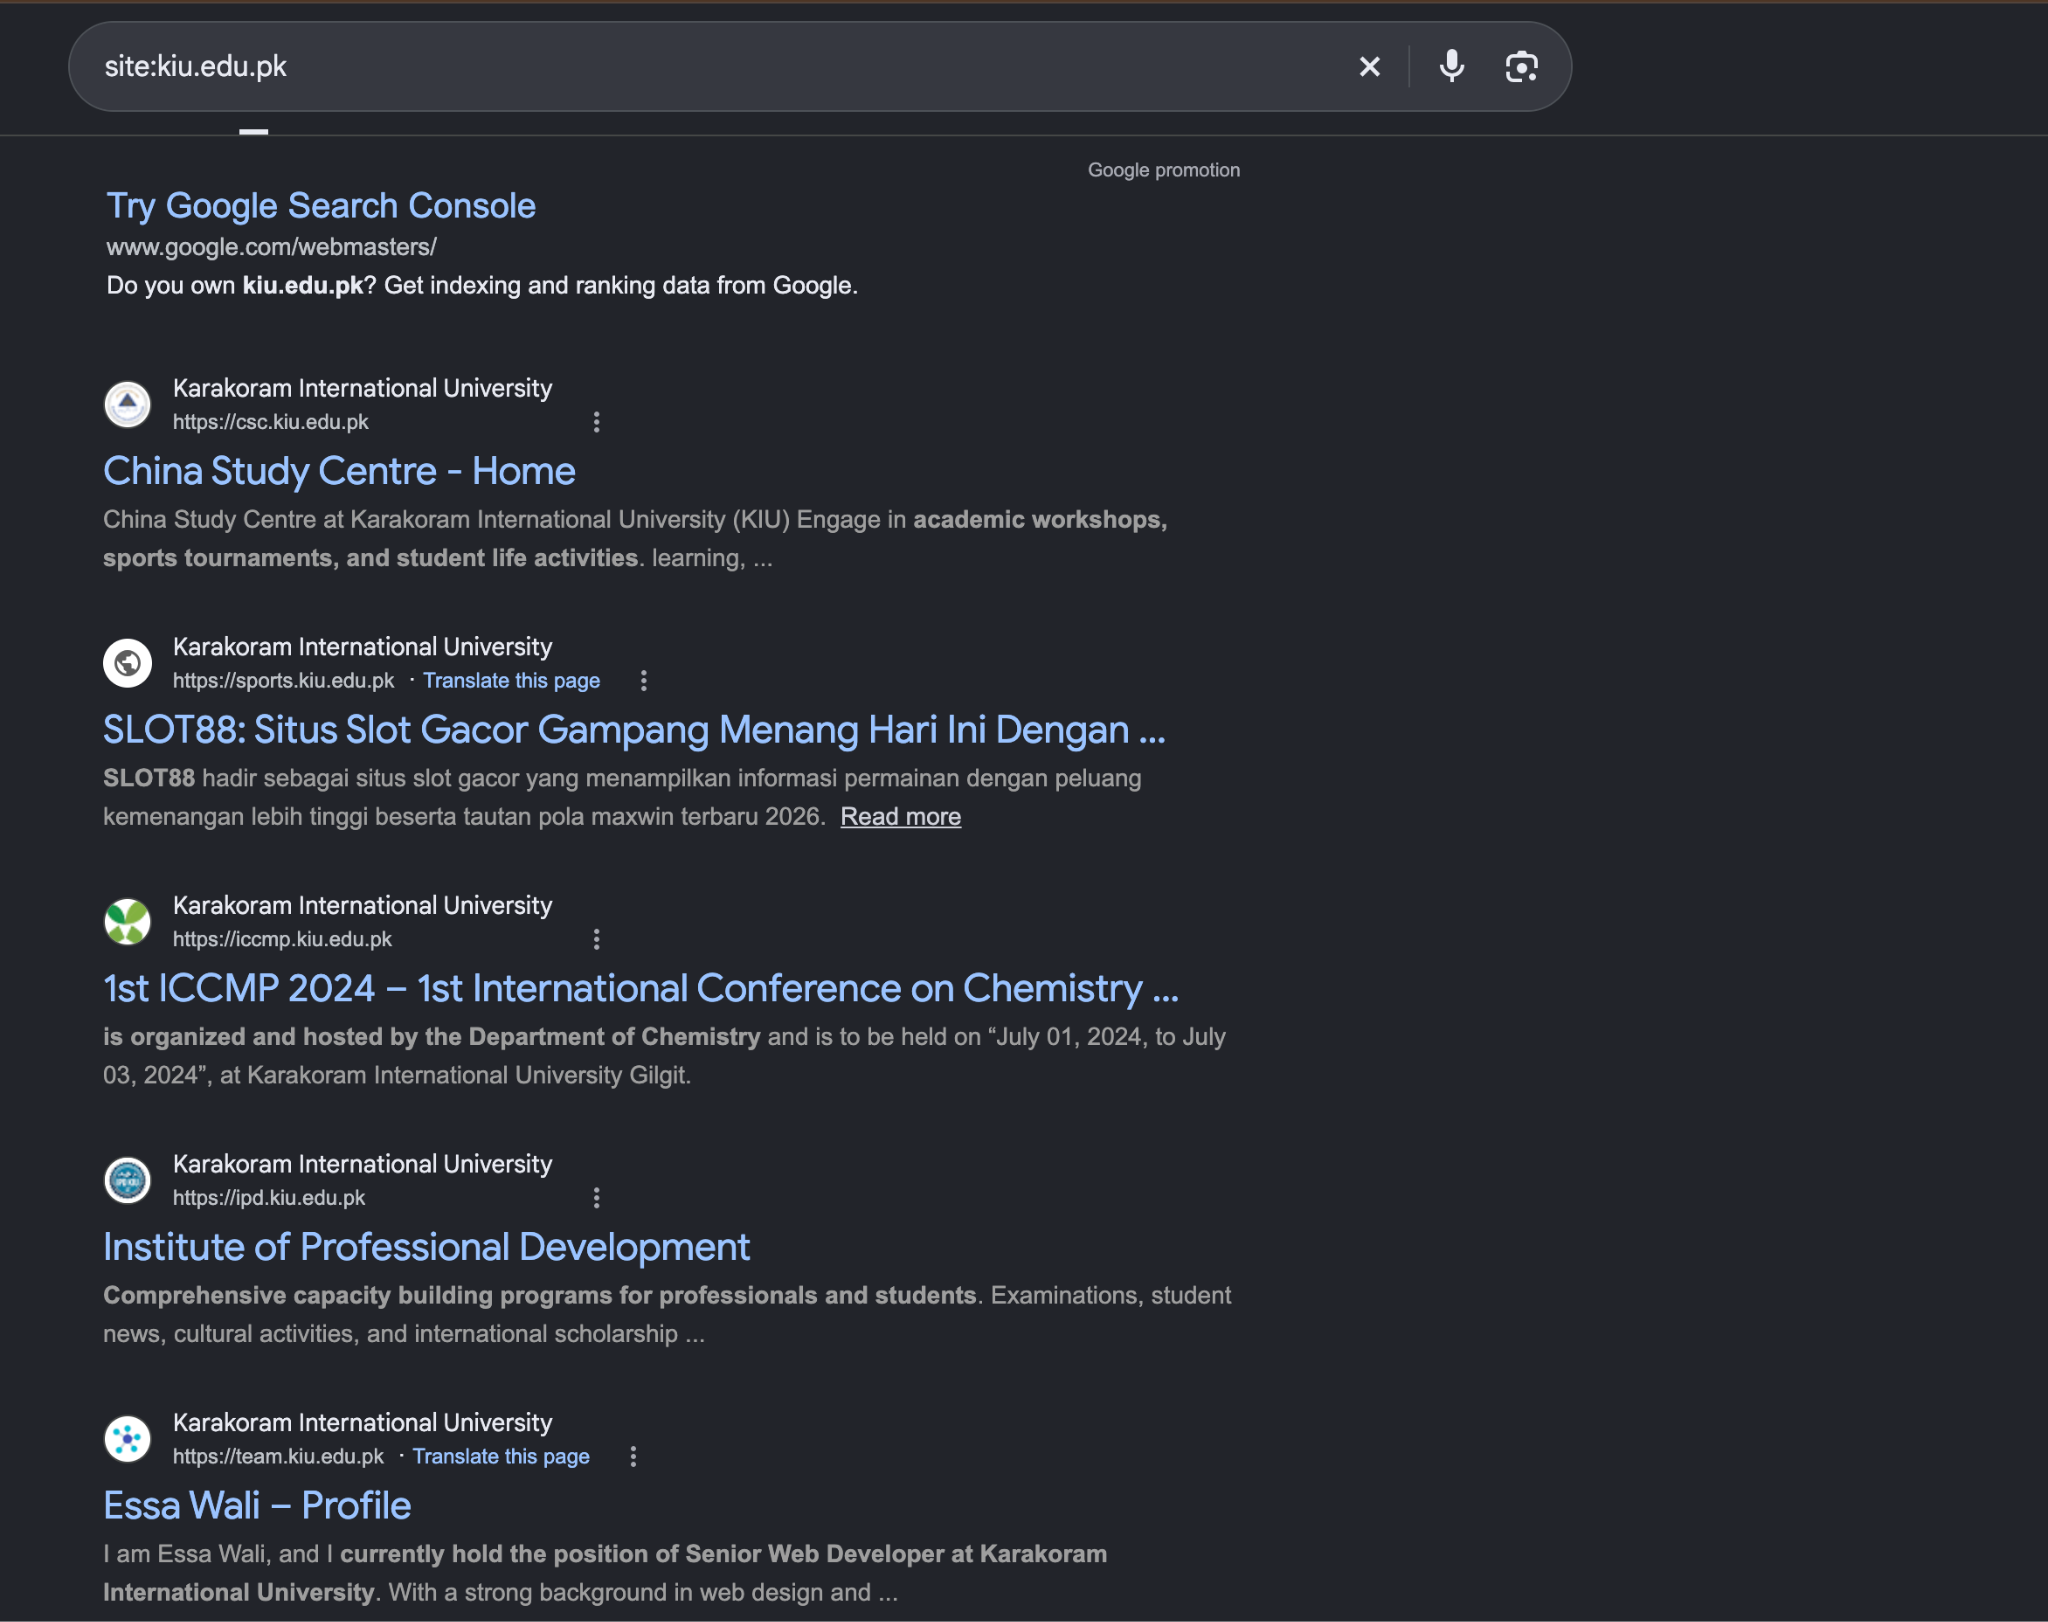 site:kiu.edu.pk
Google promotion
Try Google Search Console
www.google.com/webmasters/
Do you own kiu.edu.pk? Get indexing and ranking data from Google.
Karakoram International University
https://csc.kiu.edu.pk
China Study Centre - Home
China Study Centre at Karakoram International University (KIU) Engage in academic workshops,
sports tournaments, and student life activities. learning, ...
Karakoram International University
https://sports.kiu.edu.pk · Translate this page
SLOT88: Situs Slot Gacor Gampang Menang Hari Ini Dengan ...
SLOT88 hadir sebagai situs slot gacor yang menampilkan informasi permainan dengan peluang
kemenangan lebih tinggi beserta tautan pola maxwin terbaru 2026. Read more
Karakoram International University
https://iccmp.kiu.edu.pk
1st ICCMP 2024 – 1st International Conference on Chemistry ...
is organized and hosted by the Department of Chemistry and is to be held on “July 01, 2024, to July
03, 2024”, at Karakoram International University Gilgit.
Karakoram International University
https://ipd.kiu.edu.pk
Institute of Professional Development
Comprehensive capacity building programs for professionals and students. Examinations, student
news, cultural activities, and international scholarship ...
Karakoram International University
https://team.kiu.edu.pk · Translate this page
Essa Wali – Profile
I am Essa Wali, and I currently hold the position of Senior Web Developer at Karakoram
International University. With a strong background in web design and ...